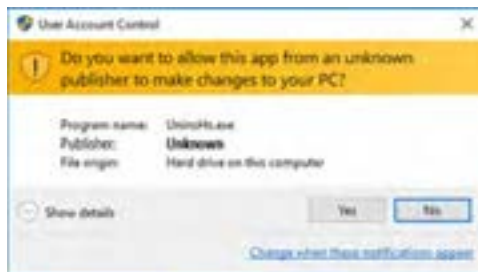 User Account Control
Do you want to allow this app from an unknown
publisher to make changes to your PC?
Program name:
Publisher: Unknown
File origin: Hard drive on this computer
Show details
Yes No
Change when these notifications appear